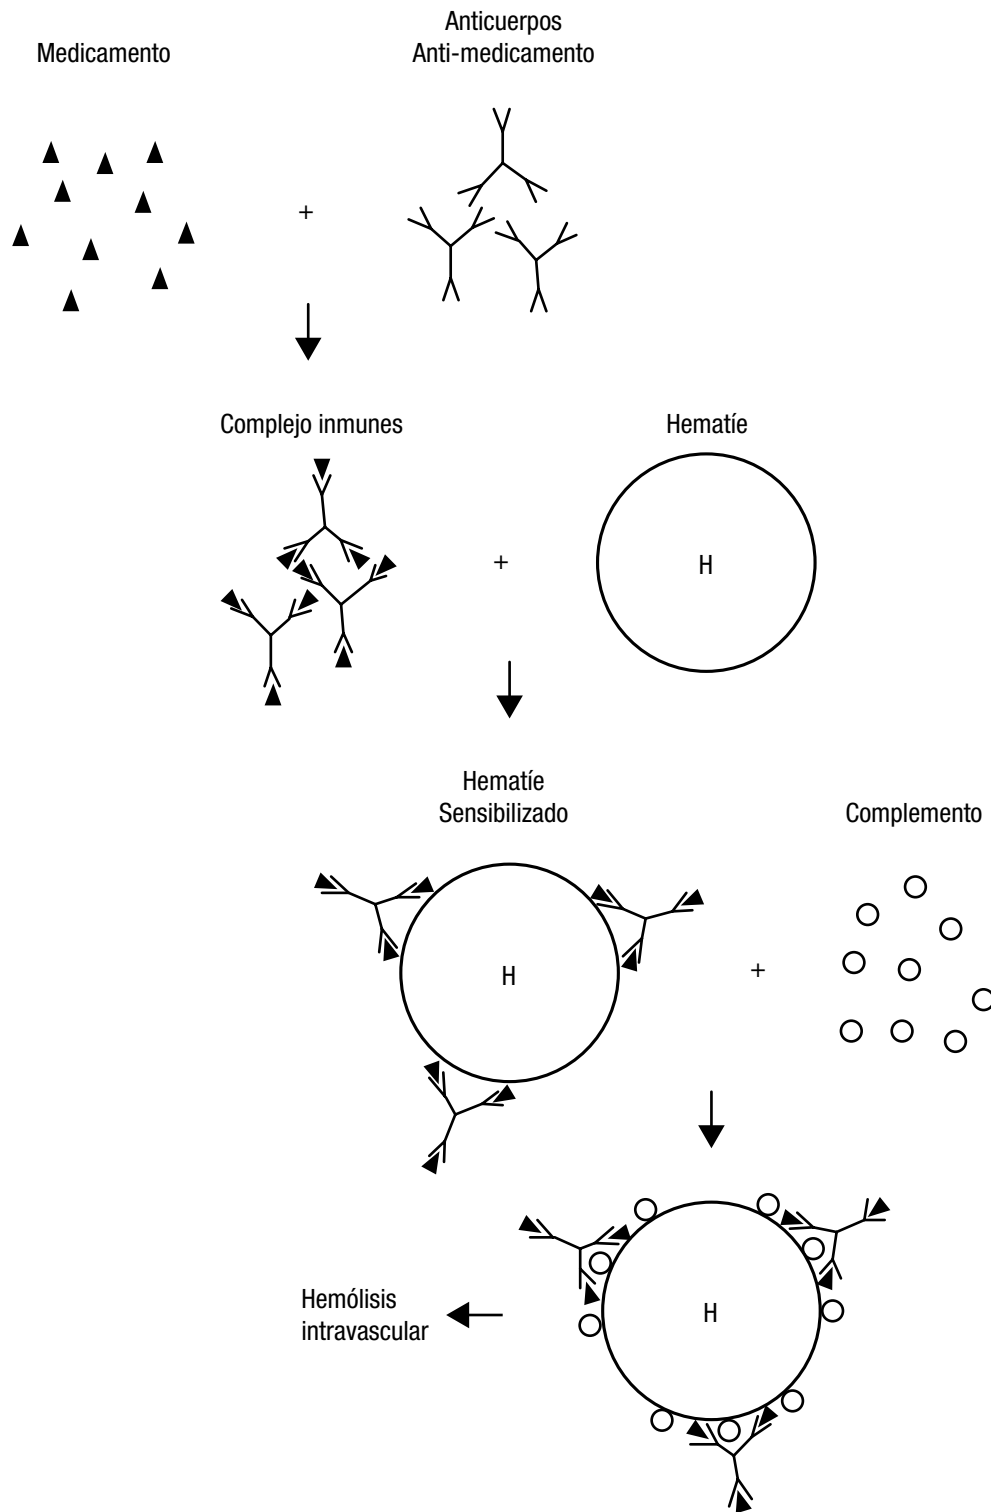 Medicamento
Anticuerpos
Anti-medicamento
+
Complejo inmunes
Hematíe
+
H
Hematíe
Sensibilizado
Complemento
H
+
H
Hemólisis
intravascular